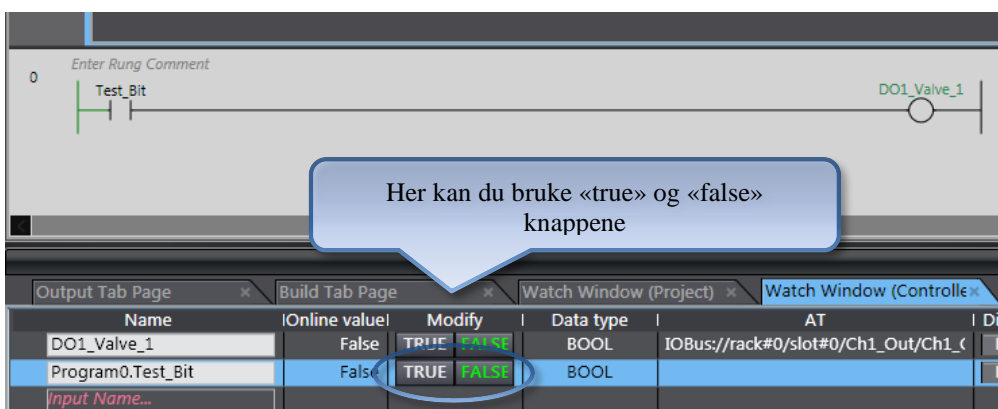 Enter Rung Comment
0
Test_Bit
DO1_Valve_1
Her kan du bruke «true» og «false»
knappene
Output Tab Page
Build Tab Page
Watch Window (Project)
Watch Window (Controlle
Name Online value Modify Data type AT Di
DO1_Valve_1 False TRUE FALSE BOOL IOBus://rack#0/slot#0/Ch1_Out/Ch1_
Program0.Test_Bit False TRUE FALSE BOOL
Input Name...